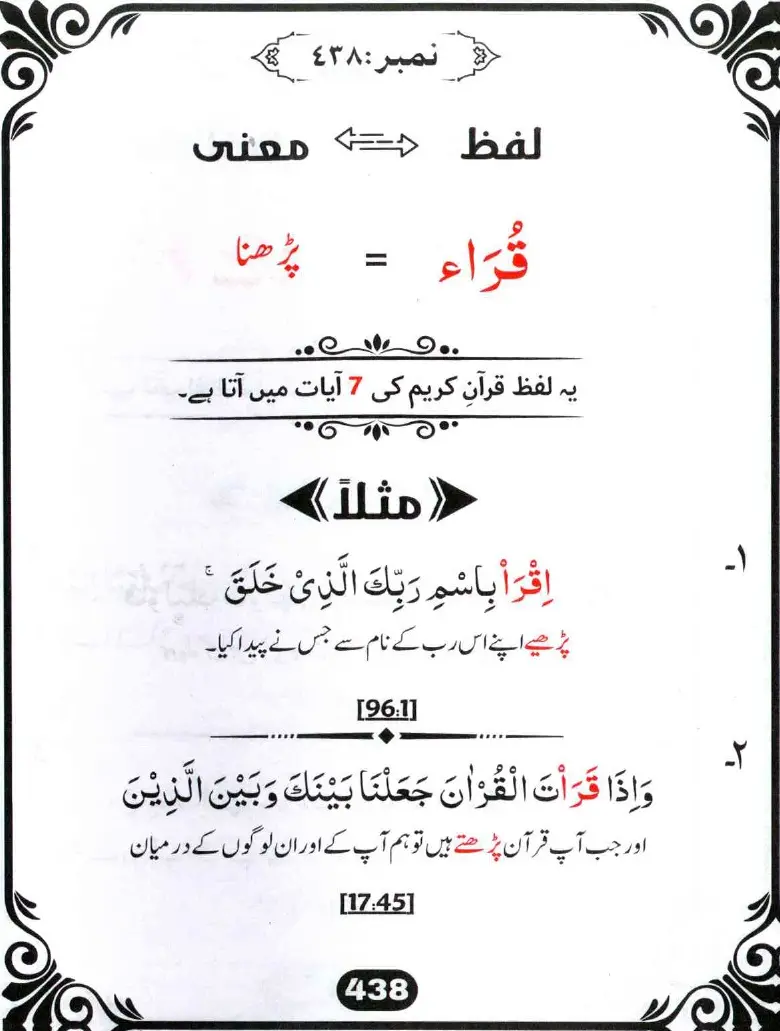 نمبر:٤٣٨
لفظ معنی
قُرَاء = پڑھنا
یہ لفظ قرآنِ کریم کی 7 آیات میں آتا ہے۔
مثلاً
۱۔
اِقْرَاْ بِاسْمِ رَبِّكَ الَّذِیْ خَلَقَ ۚ
پڑھیے اپنے اس رب کے نام سے جس نے پیدا کیا۔
[96:1]
۲۔
وَاِذَا قَرَاْتَ الْقُرْاٰنَ جَعَلْنَا بَيْنَكَ وَبَيْنَ الَّذِيْنَ
اور جب آپ قرآن پڑھتے ہیں تو ہم آپ کے اور ان لوگوں کے درمیان
[17:45]
438